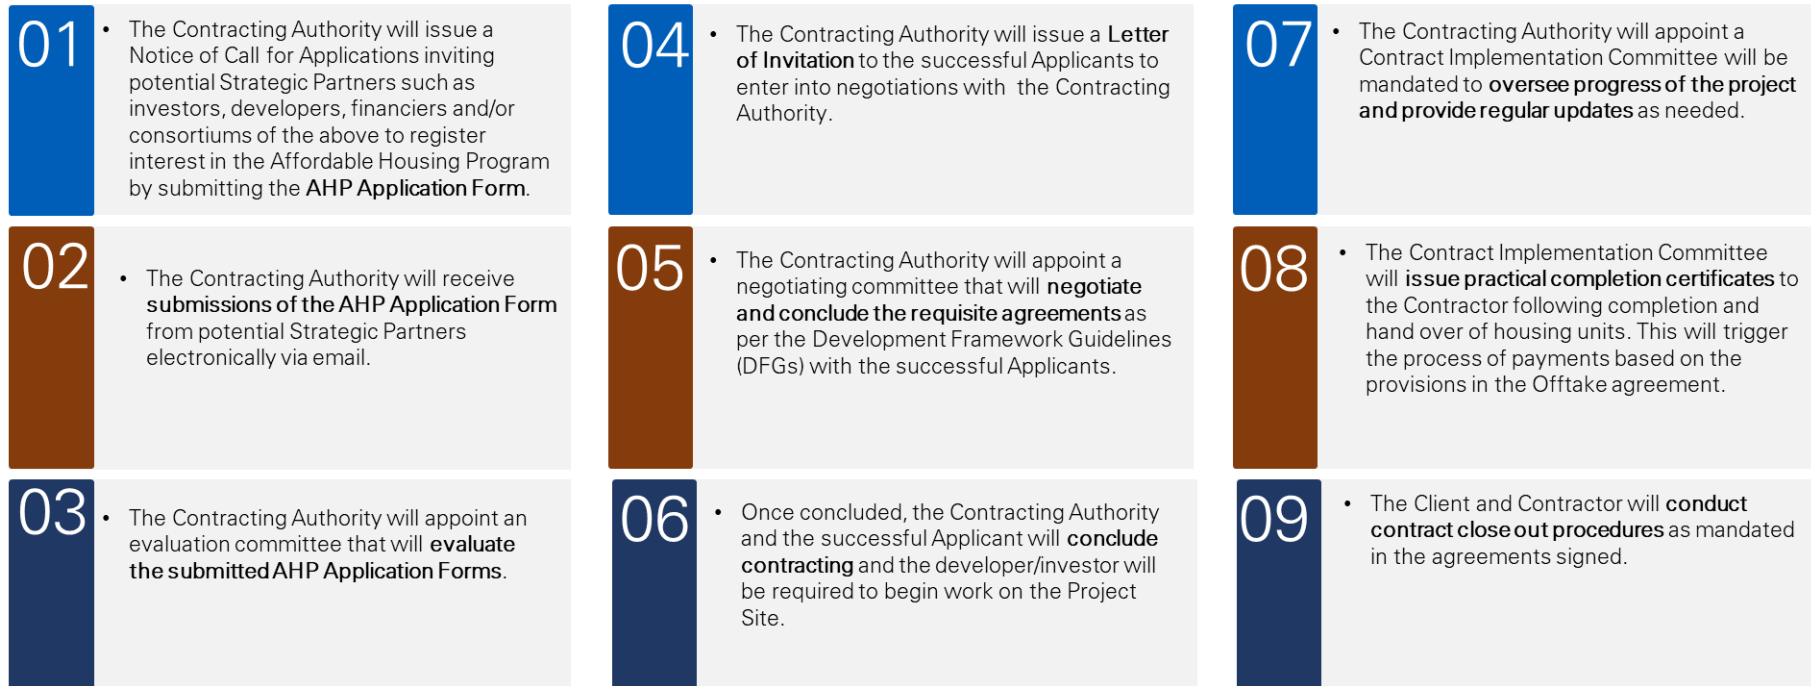 01
• The Contracting Authority will issue a
Notice of Call for Applications inviting
potential Strategic Partners such as
investors, developers, financiers and/or
consortiums of the above to register
interest in the Affordable Housing Program
by submitting the AHP Application Form.
02
• The Contracting Authority will receive
submissions of the AHP Application Form
from potential Strategic Partners
electronically via email.
03
• The Contracting Authority will appoint an
evaluation committee that will evaluate
the submitted AHP Application Forms.
04
• The Contracting Authority will issue a Letter
of Invitation to the successful Applicants to
enter into negotiations with the Contracting
Authority.
05
• The Contracting Authority will appoint a
negotiating committee that will negotiate
and conclude the requisite agreements as
per the Development Framework Guidelines
(DFGs) with the successful Applicants.
06
• Once concluded, the Contracting Authority
and the successful Applicant will conclude
contracting and the developer/investor will
be required to begin work on the Project
Site.
07
• The Contracting Authority will appoint a
Contract Implementation Committee will be
mandated to oversee progress of the project
and provide regular updates as needed.
08
• The Contract Implementation Committee
will issue practical completion certificates to
the Contractor following completion and
hand over of housing units. This will trigger
the process of payments based on the
provisions in the Offtake agreement.
09
• The Client and Contractor will conduct
contract close out procedures as mandated
in the agreements signed.